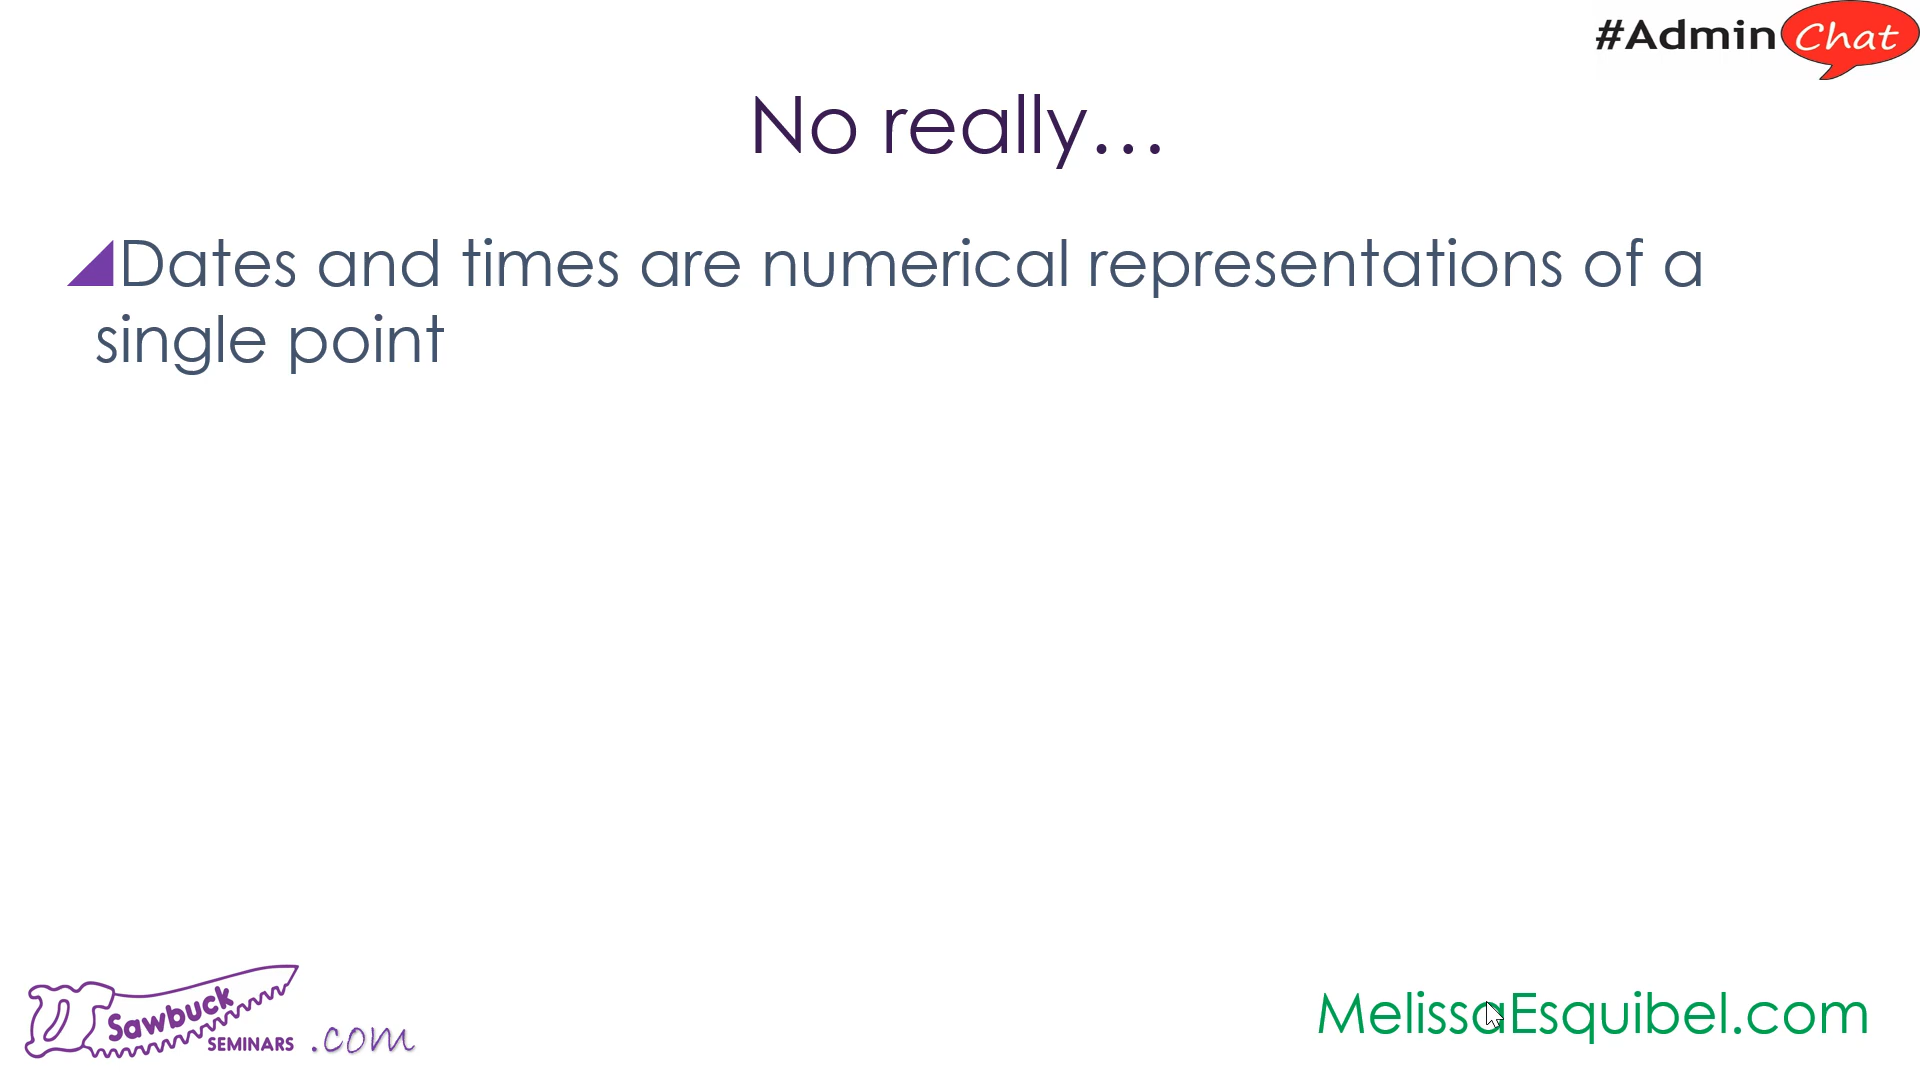 #Admin Chat
No really...
Dates and times are numerical representations of a
single point
Sawbuck
SEMINARS .com
MelissaEsquibel.com